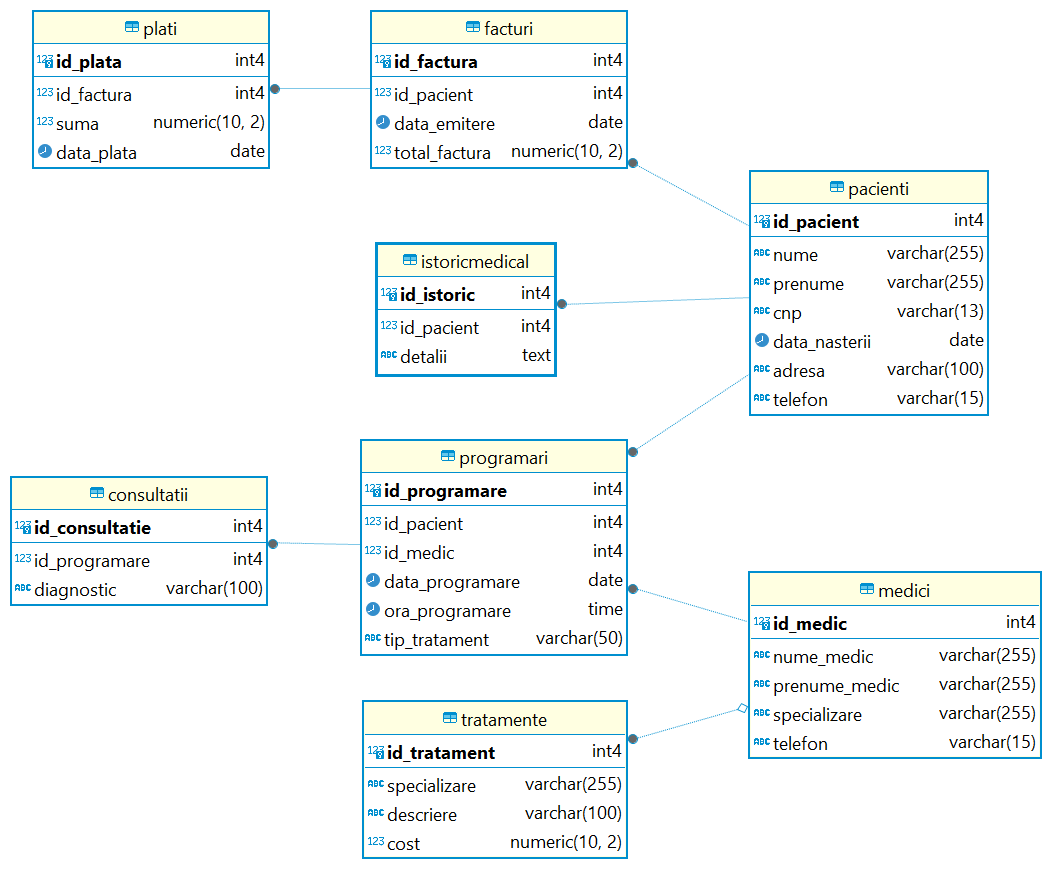 plati
id_plata int4
id_factura int4
suma numeric(10, 2)
data_plata date
facturi
id_factura int4
id_pacient int4
data_emitere date
total_factura numeric(10, 2)
pacienti
id_pacient int4
nume varchar(255)
prenume varchar(255)
cnp varchar(13)
data_nasterii date
adresa varchar(100)
telefon varchar(15)
istoricmedical
id_istoric int4
id_pacient int4
detalii text
consultatii
id_consultatie int4
id_programare int4
diagnostic varchar(100)
programari
id_programare int4
id_pacient int4
id_medic int4
data_programare date
ora_programare time
tip_tratament varchar(50)
medici
id_medic int4
nume_medic varchar(255)
prenume_medic varchar(255)
specializare varchar(255)
telefon varchar(15)
tratamente
id_tratament int4
specializare varchar(255)
descriere varchar(100)
cost numeric(10, 2)